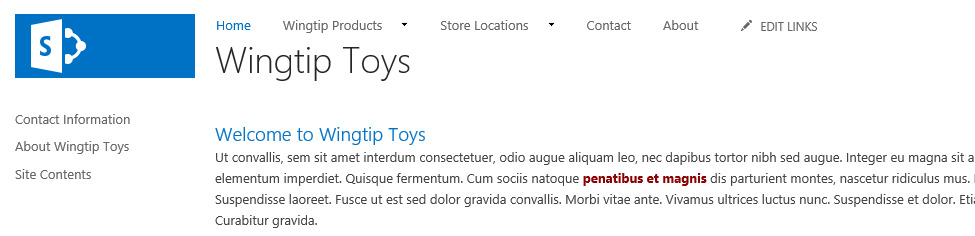 S
Home Wingtip Products Store Locations Contact About EDIT LINKS
Wingtip Toys
Contact Information
About Wingtip Toys
Site Contents
Welcome to Wingtip Toys
Ut convallis, sem sit amet interdum consectetuer, odio augue aliquam leo, nec dapibus tortor nibh sed augue. Integer eu magna sit a
elementum imperdiet. Quisque fermentum. Cum sociis natoque penatibus et magnis dis parturient montes, nascetur ridiculus mus.
Suspendisse laoreet. Fusce ut est sed dolor gravida convallis. Morbi vitae ante. Vivamus ultrices luctus nunc. Suspendisse et dolor. Etia
Curabitur gravida.